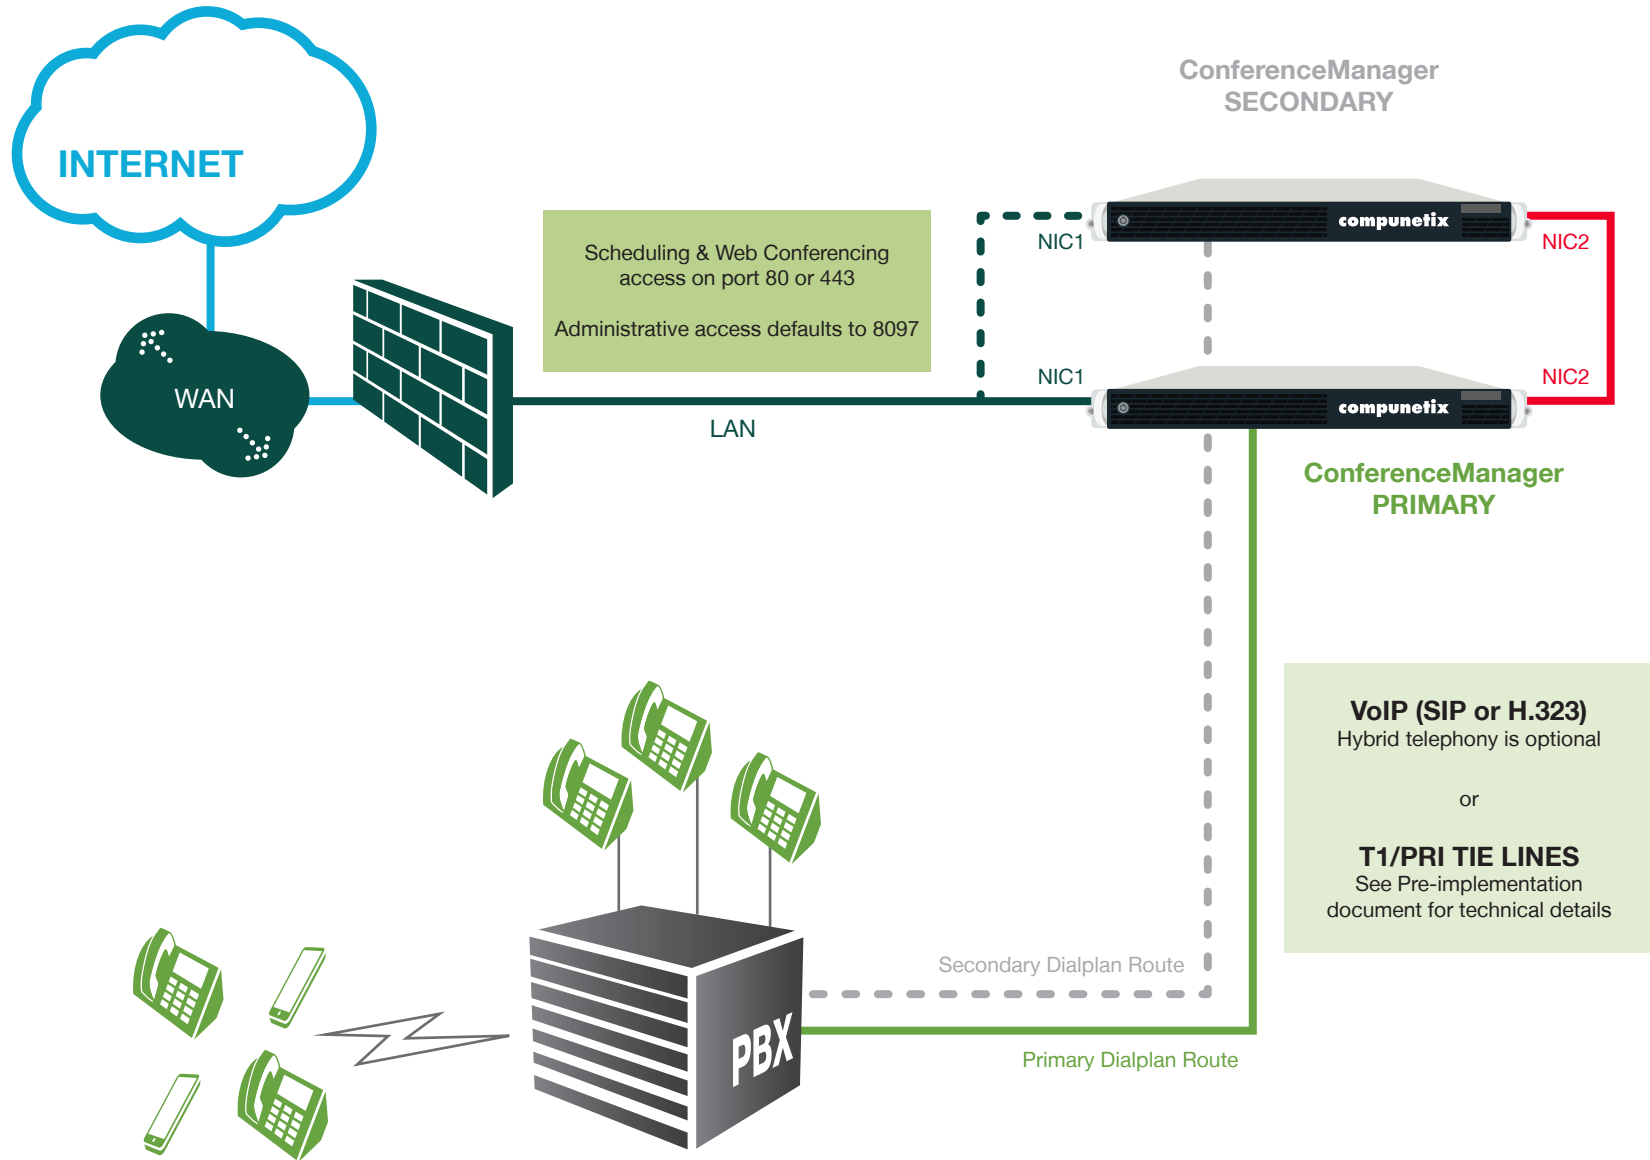 ConferenceManager
SECONDARY
INTERNET
compunetix
NIC1
NIC2
Scheduling & Web Conferencing
access on port 80 or 443
Administrative access defaults to 8097
NIC1
NIC2
WAN
compunetix
LAN
ConferenceManager
PRIMARY
VoIP (SIP or H.323)
Hybrid telephony is optional
or
T1/PRI TIE LINES
See Pre-implementation
document for technical details
Secondary Dialplan Route
PBX
Primary Dialplan Route